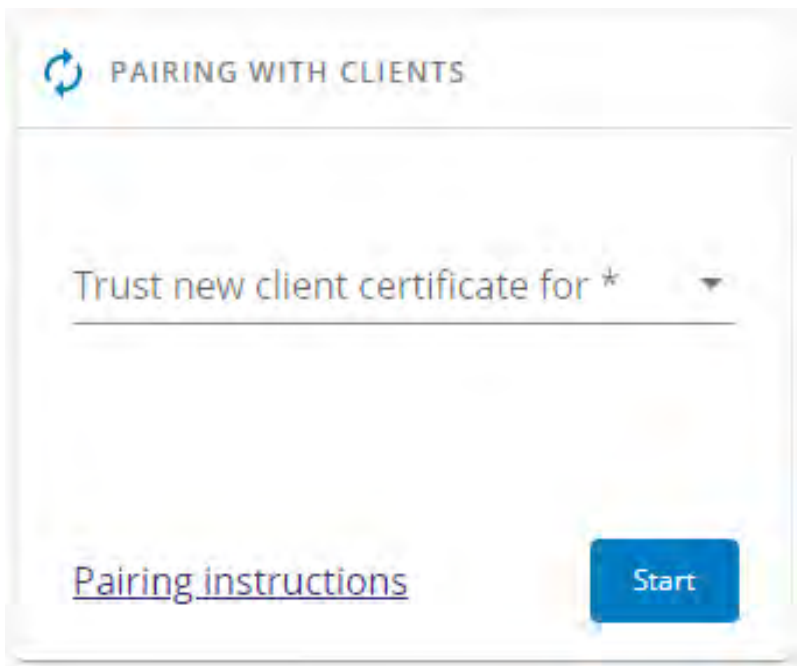 PAIRING WITH CLIENTS
Trust new client certificate for *
Pairing instructions
Start